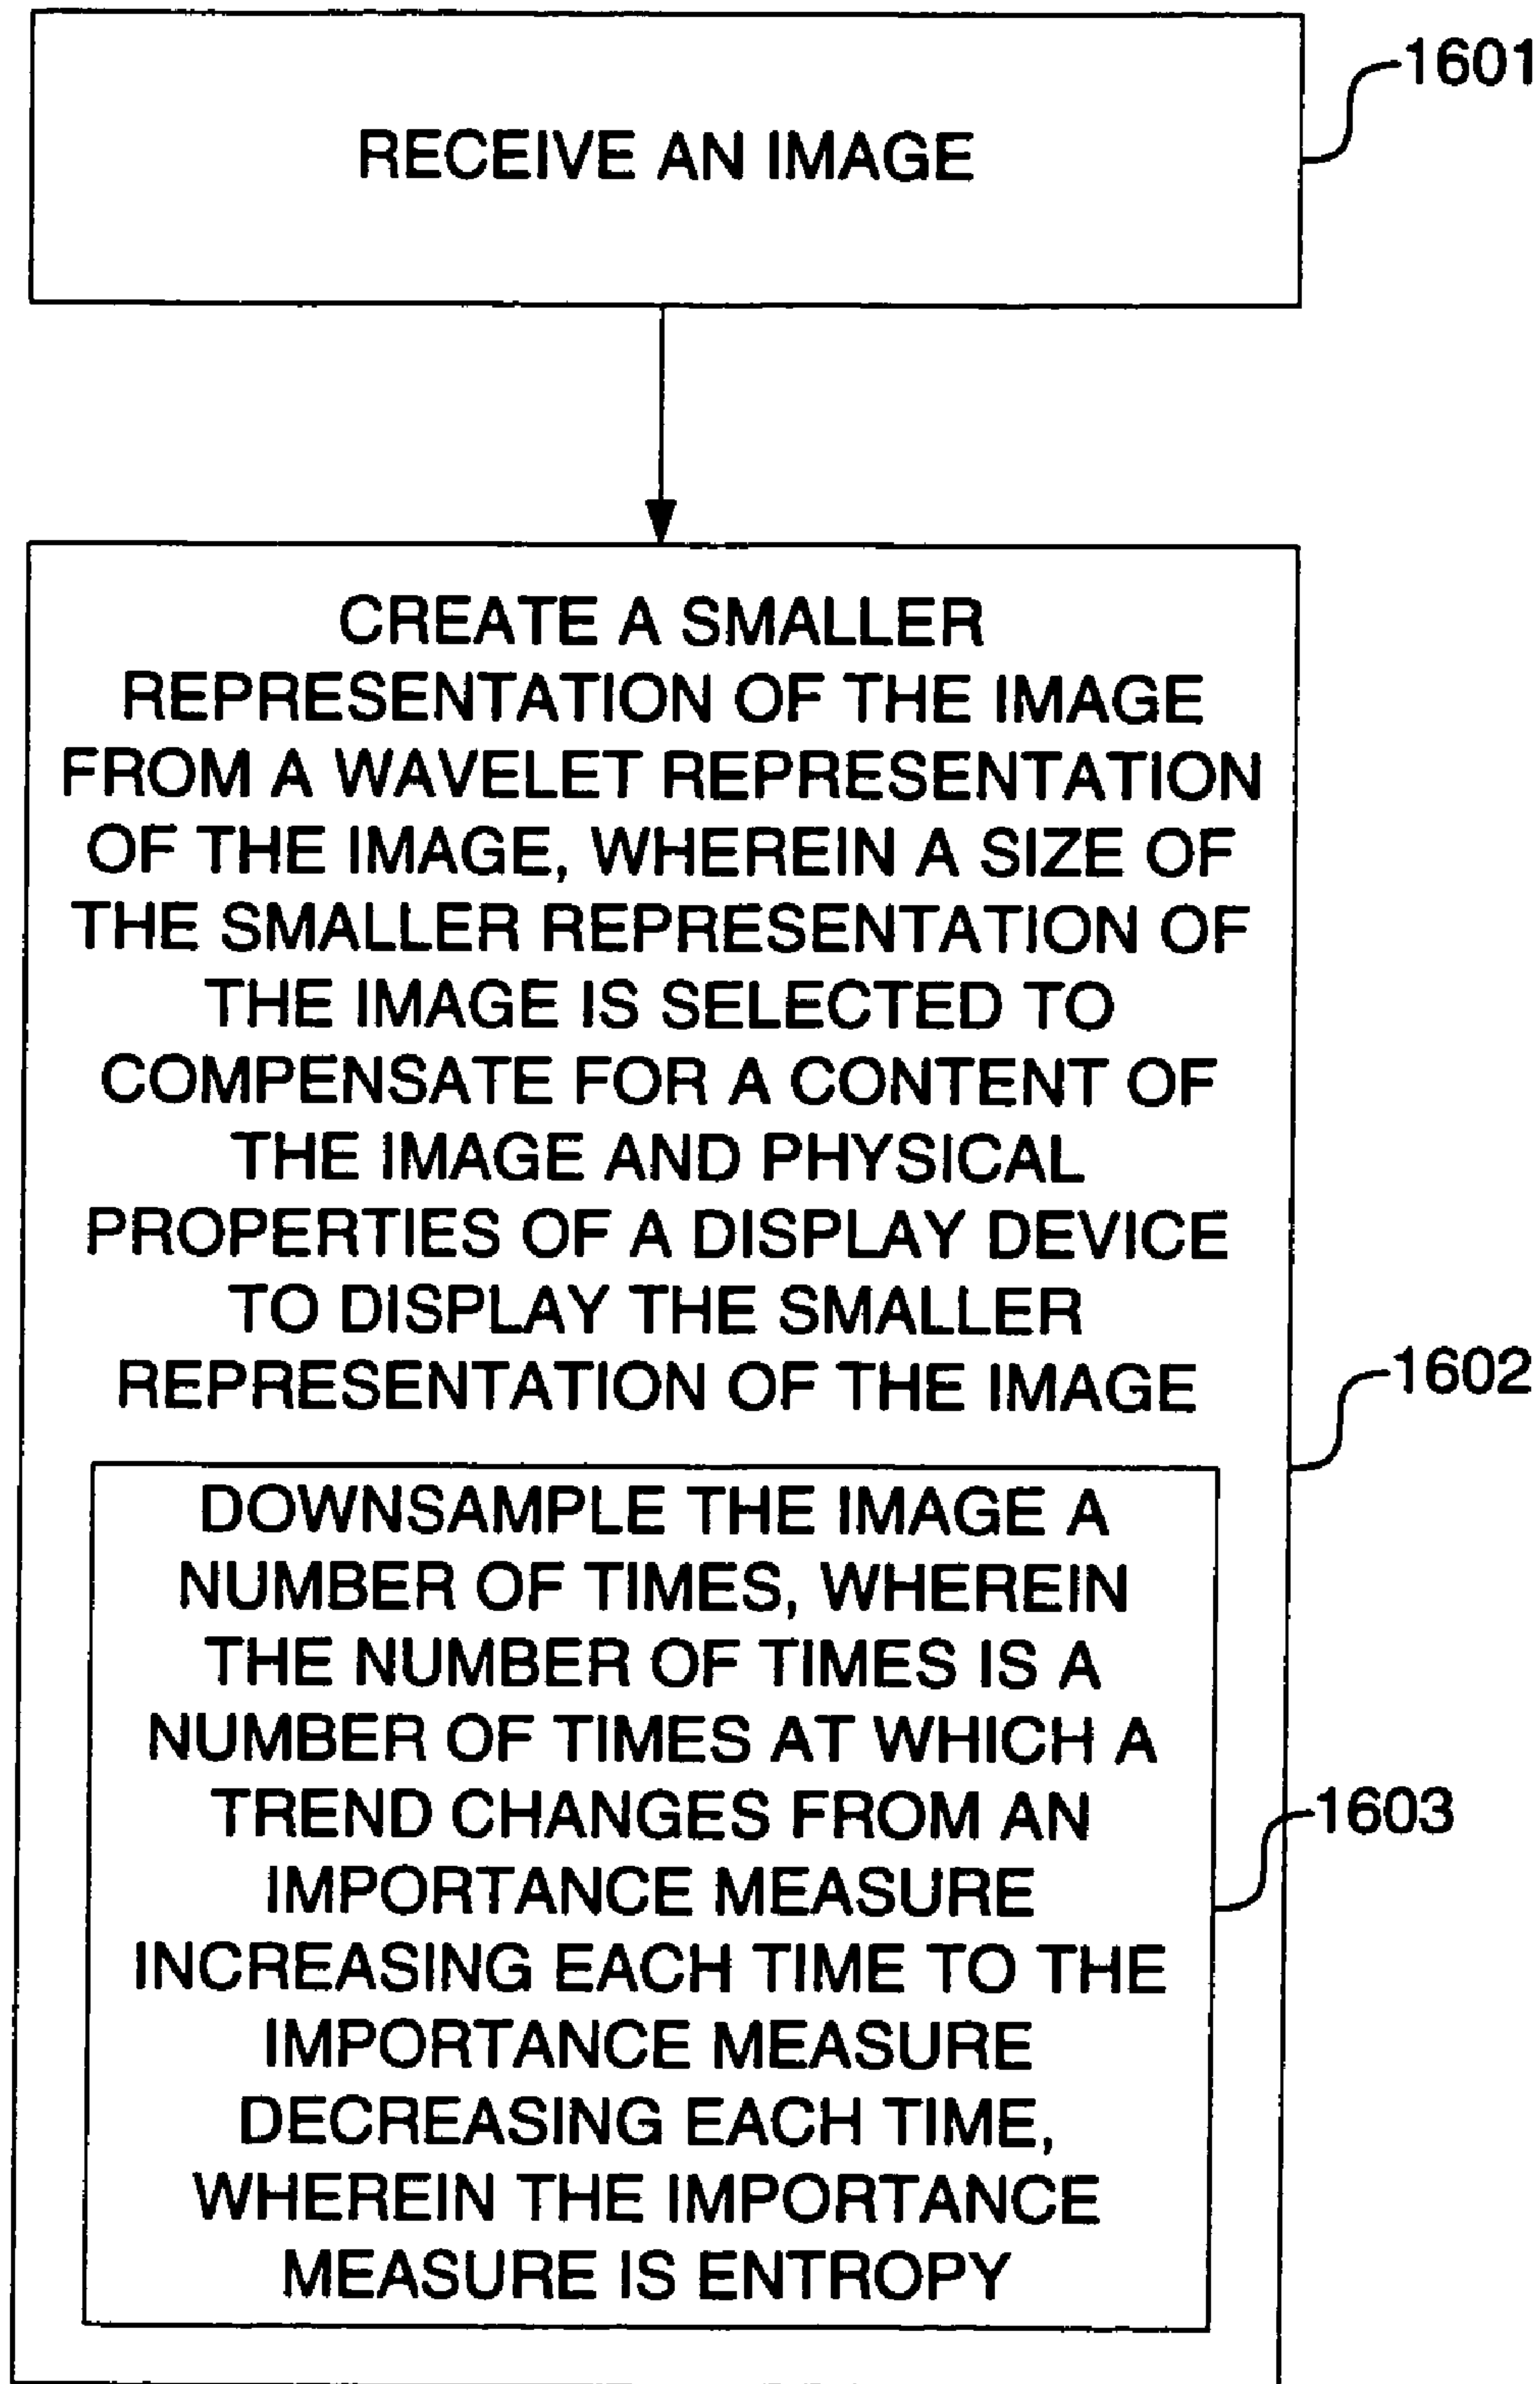 1601
RECEIVE AN IMAGE
CREATE A SMALLER
REPRESENTATION OF THE IMAGE
FROM A WAVELET REPRESENTATION
OF THE IMAGE, WHEREIN A SIZE OF
THE SMALLER REPRESENTATION OF
THE IMAGE IS SELECTED TO
COMPENSATE FOR A CONTENT OF
THE IMAGE AND PHYSICAL
PROPERTIES OF A DISPLAY DEVICE
TO DISPLAY THE SMALLER
REPRESENTATION OF THE IMAGE
1602
DOWNSAMPLE THE IMAGE A
NUMBER OF TIMES, WHEREIN
THE NUMBER OF TIMES IS A
NUMBER OF TIMES AT WHICH A
TREND CHANGES FROM AN
1603
IMPORTANCE MEASURE
INCREASING EACH TIME TO THE
IMPORTANCE MEASURE
DECREASING EACH TIME,
WHEREIN THE IMPORTANCE
MEASURE IS ENTROPY